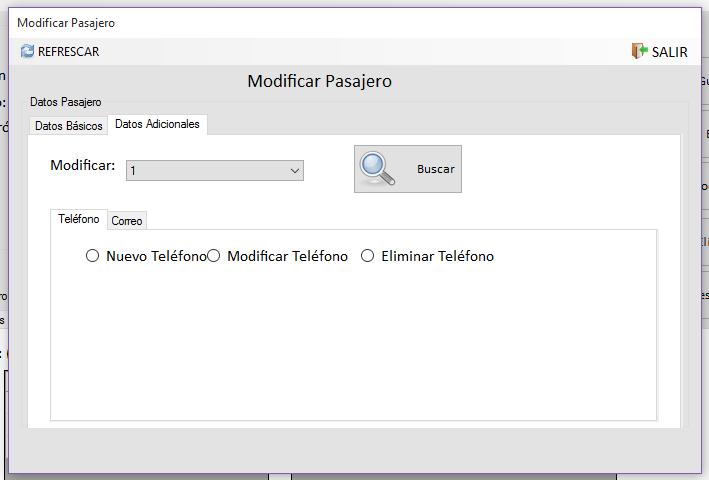 Modificar Pasajero
REFRESCAR
SALIR
Modificar Pasajero
Datos Pasajero
Datos Básicos
Datos Adicionales
Modificar:
1
Buscar
Teléfono
Correo
Nuevo Teléfono
Modificar Teléfono
Eliminar Teléfono